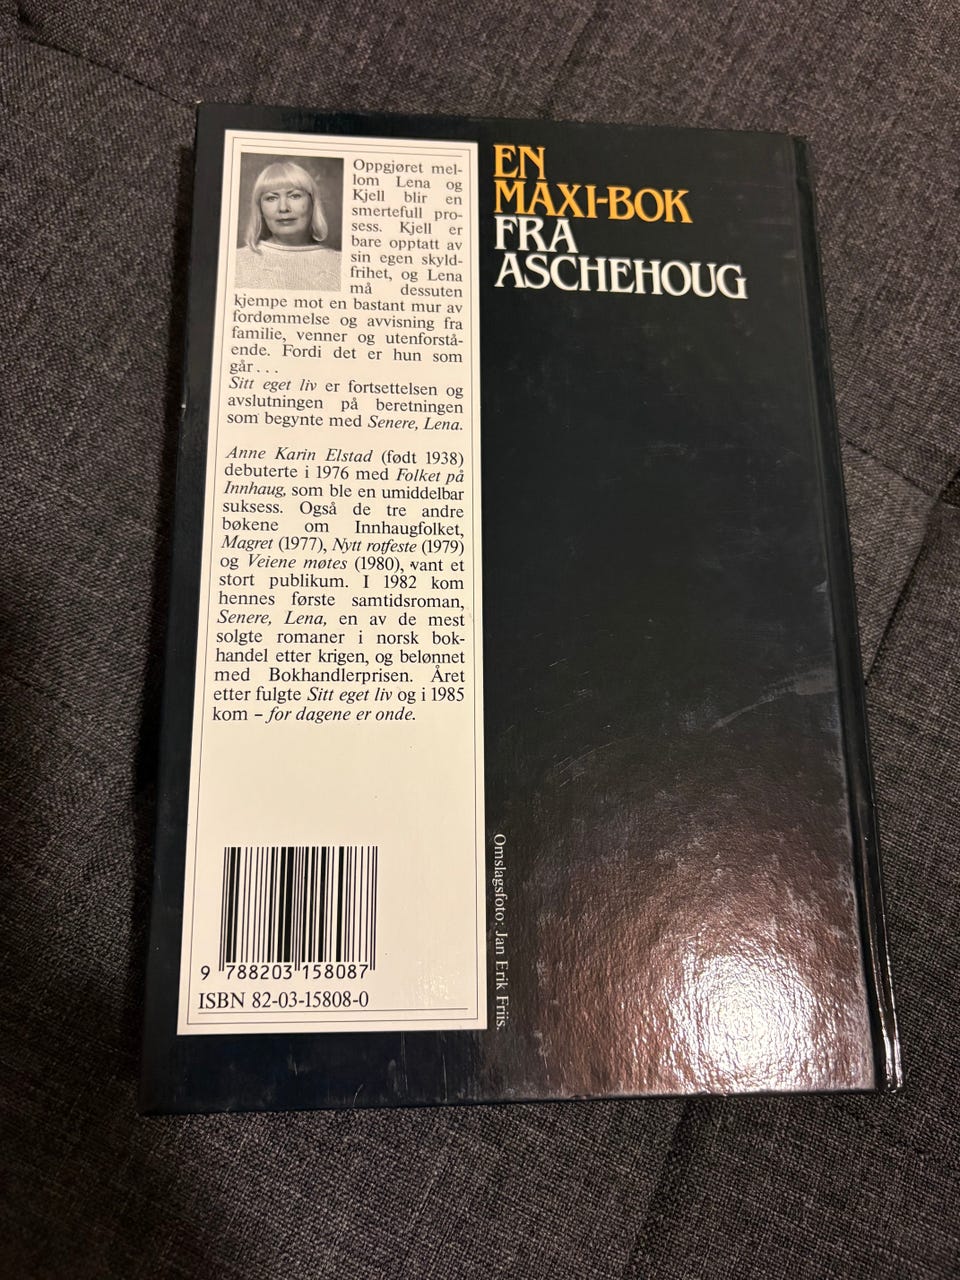 Oppgjøret mel-
lom Lena og
Kjell blir en
smertefull pro-
sess. Kjell er
bare opptatt av
sin egen skyld-
frihet, og Lena
må dessuten
kjempe mot en bastant mur av
fordømmelse og avvisning fra
familie, venner og utenforstå-
ende. Fordi det er hun som
går...
Sitt eget liv er fortsettelsen og
avslutningen på beretningen
som begynte med Senere, Lena.
Anne Karin Elstad (født 1938)
debuterte i 1976 med Folket på
Innhaug, som ble en umiddelbar
suksess. Også de tre andre
bøkene om Innhaugfolket,
Magret (1977), Nytt rotfeste (1979)
og Veiene møtes (1980), vant et
stort publikum. I 1982 kom
hennes første samtidsroman,
Senere, Lena, en av de mest
solgte romaner i norsk bok-
handel etter krigen, og belønnet
med Bokhandlerprisen. Året
etter fulgte Sitt eget liv og i 1985
kom – for dagene er onde.
9 788203 158087
ISBN 82-03-15808-0
EN
MAXI-BOK
FRA
ASCHEHOUG
Omslagsfoto: Jan Erik Friis.